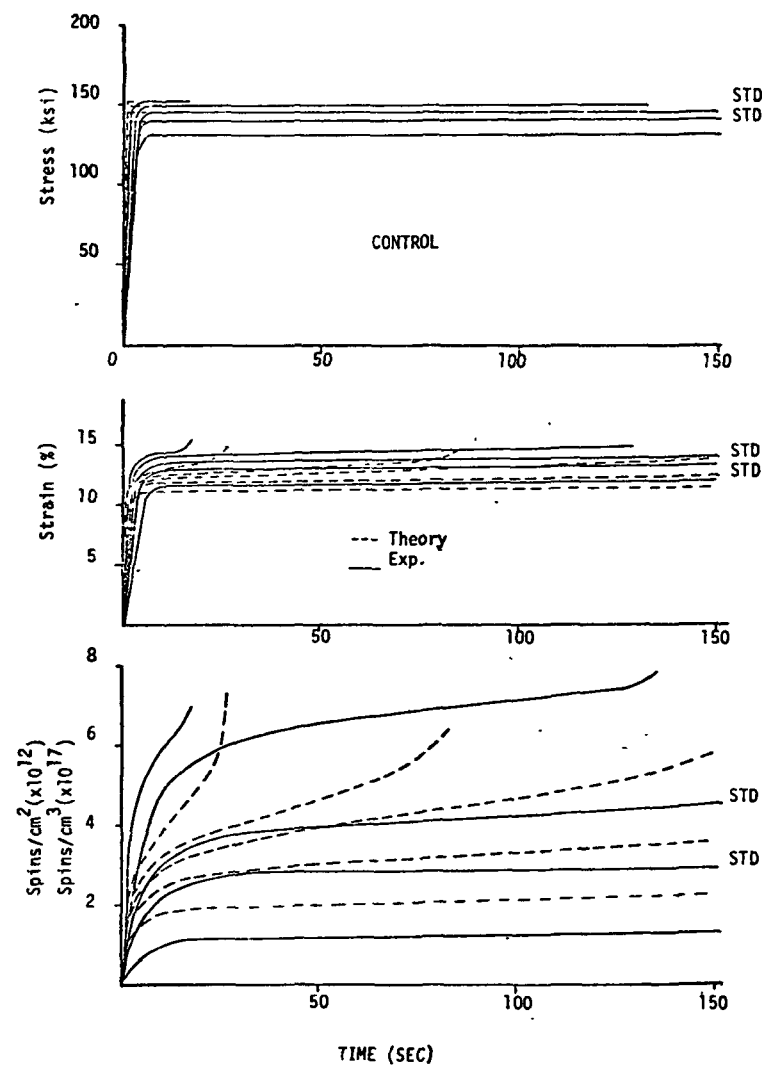 200
150
100
50
Stress (ksi)
STD
STD
CONTROL
0
50
100
150
15
10
5
Strain (%)
STD
STD
--- Theory
— Exp.
50
100
150
8
6
4
2
Spins/cm²(x10¹²)
Spins/cm³(x10¹⁷)
STD
STD
50
100
150
TIME (SEC)